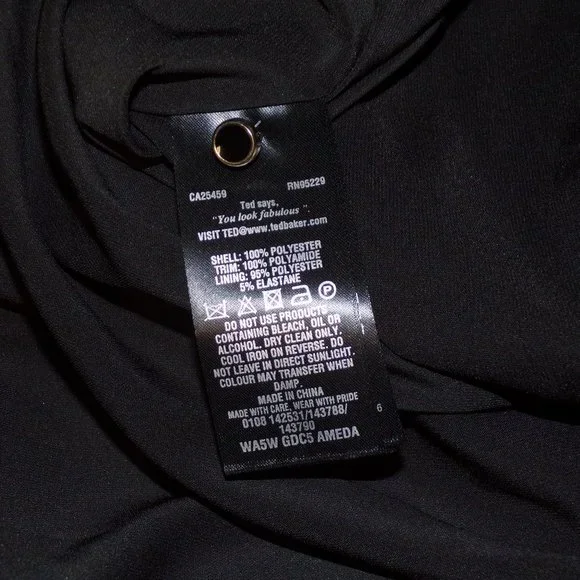 CA25459 RN95229
Ted says,
"You look fabulous".
VISIT TED@www.tedbaker.com
SHELL: 100% POLYESTER
TRIM: 100% POLYAMIDE
LINING: 95% POLYESTER
5% ELASTANE
P
DO NOT USE PRODUCTS
CONTAINING BLEACH, OIL OR
ALCOHOL. DRY CLEAN ONLY.
COOL IRON ON REVERSE. DO
NOT LEAVE IN DIRECT SUNLIGHT.
COLOUR MAY TRANSFER WHEN
DAMP.
MADE IN CHINA
MADE WITH CARE, WEAR WITH PRIDE
0108 142531/143788/
143790
WA5W GDC5 AMEDA
6